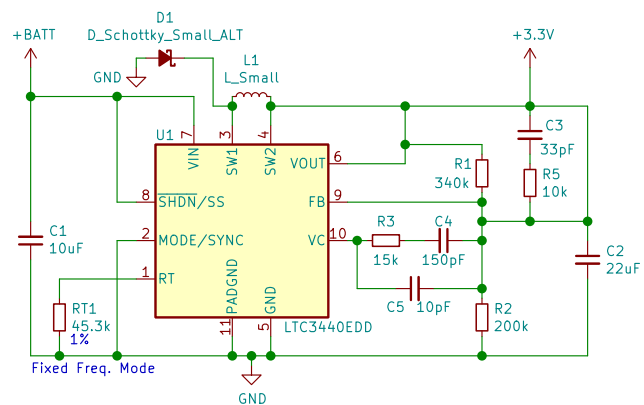 +BATT
D1
D_Schottky_Small_ALT
GND
L1
L_Small
+3.3V
U1
7
VIN
3
SW1
4
SW2
VOUT
6
8
SHDN/SS
FB
9
2
MODE/SYNC
VC
10
1
RT
PADGND
11
GND
5
LTC3440EDD
C1
10uF
RT1
45.3k
1%
Fixed Freq. Mode
GND
R1
340k
C3
33pF
R5
10k
R3
15k
C4
150pF
C5
10pF
R2
200k
C2
22uF